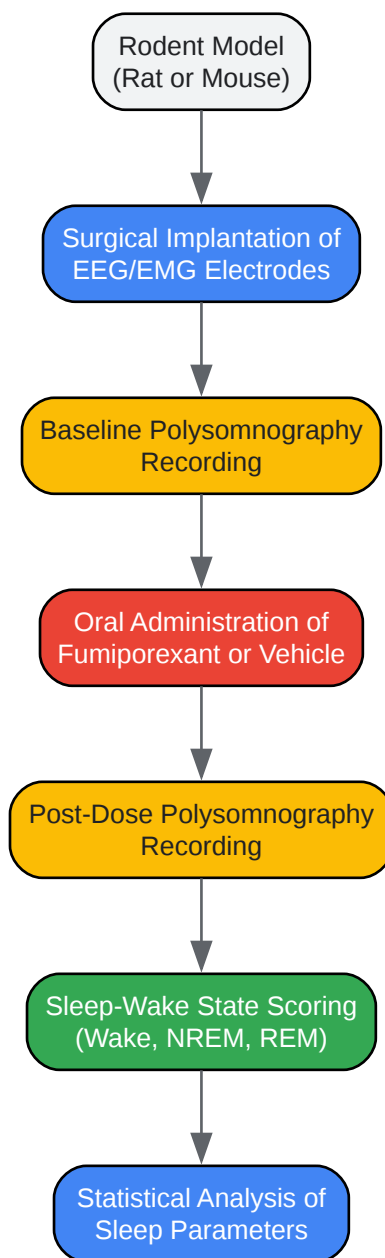 Rodent Model
(Rat or Mouse)
Surgical Implantation of
EEG/EMG Electrodes
Baseline Polysomnography
Recording
Oral Administration of
Fumiporexant or Vehicle
Post-Dose Polysomnography
Recording
Sleep-Wake State Scoring
(Wake, NREM, REM)
Statistical Analysis of
Sleep Parameters